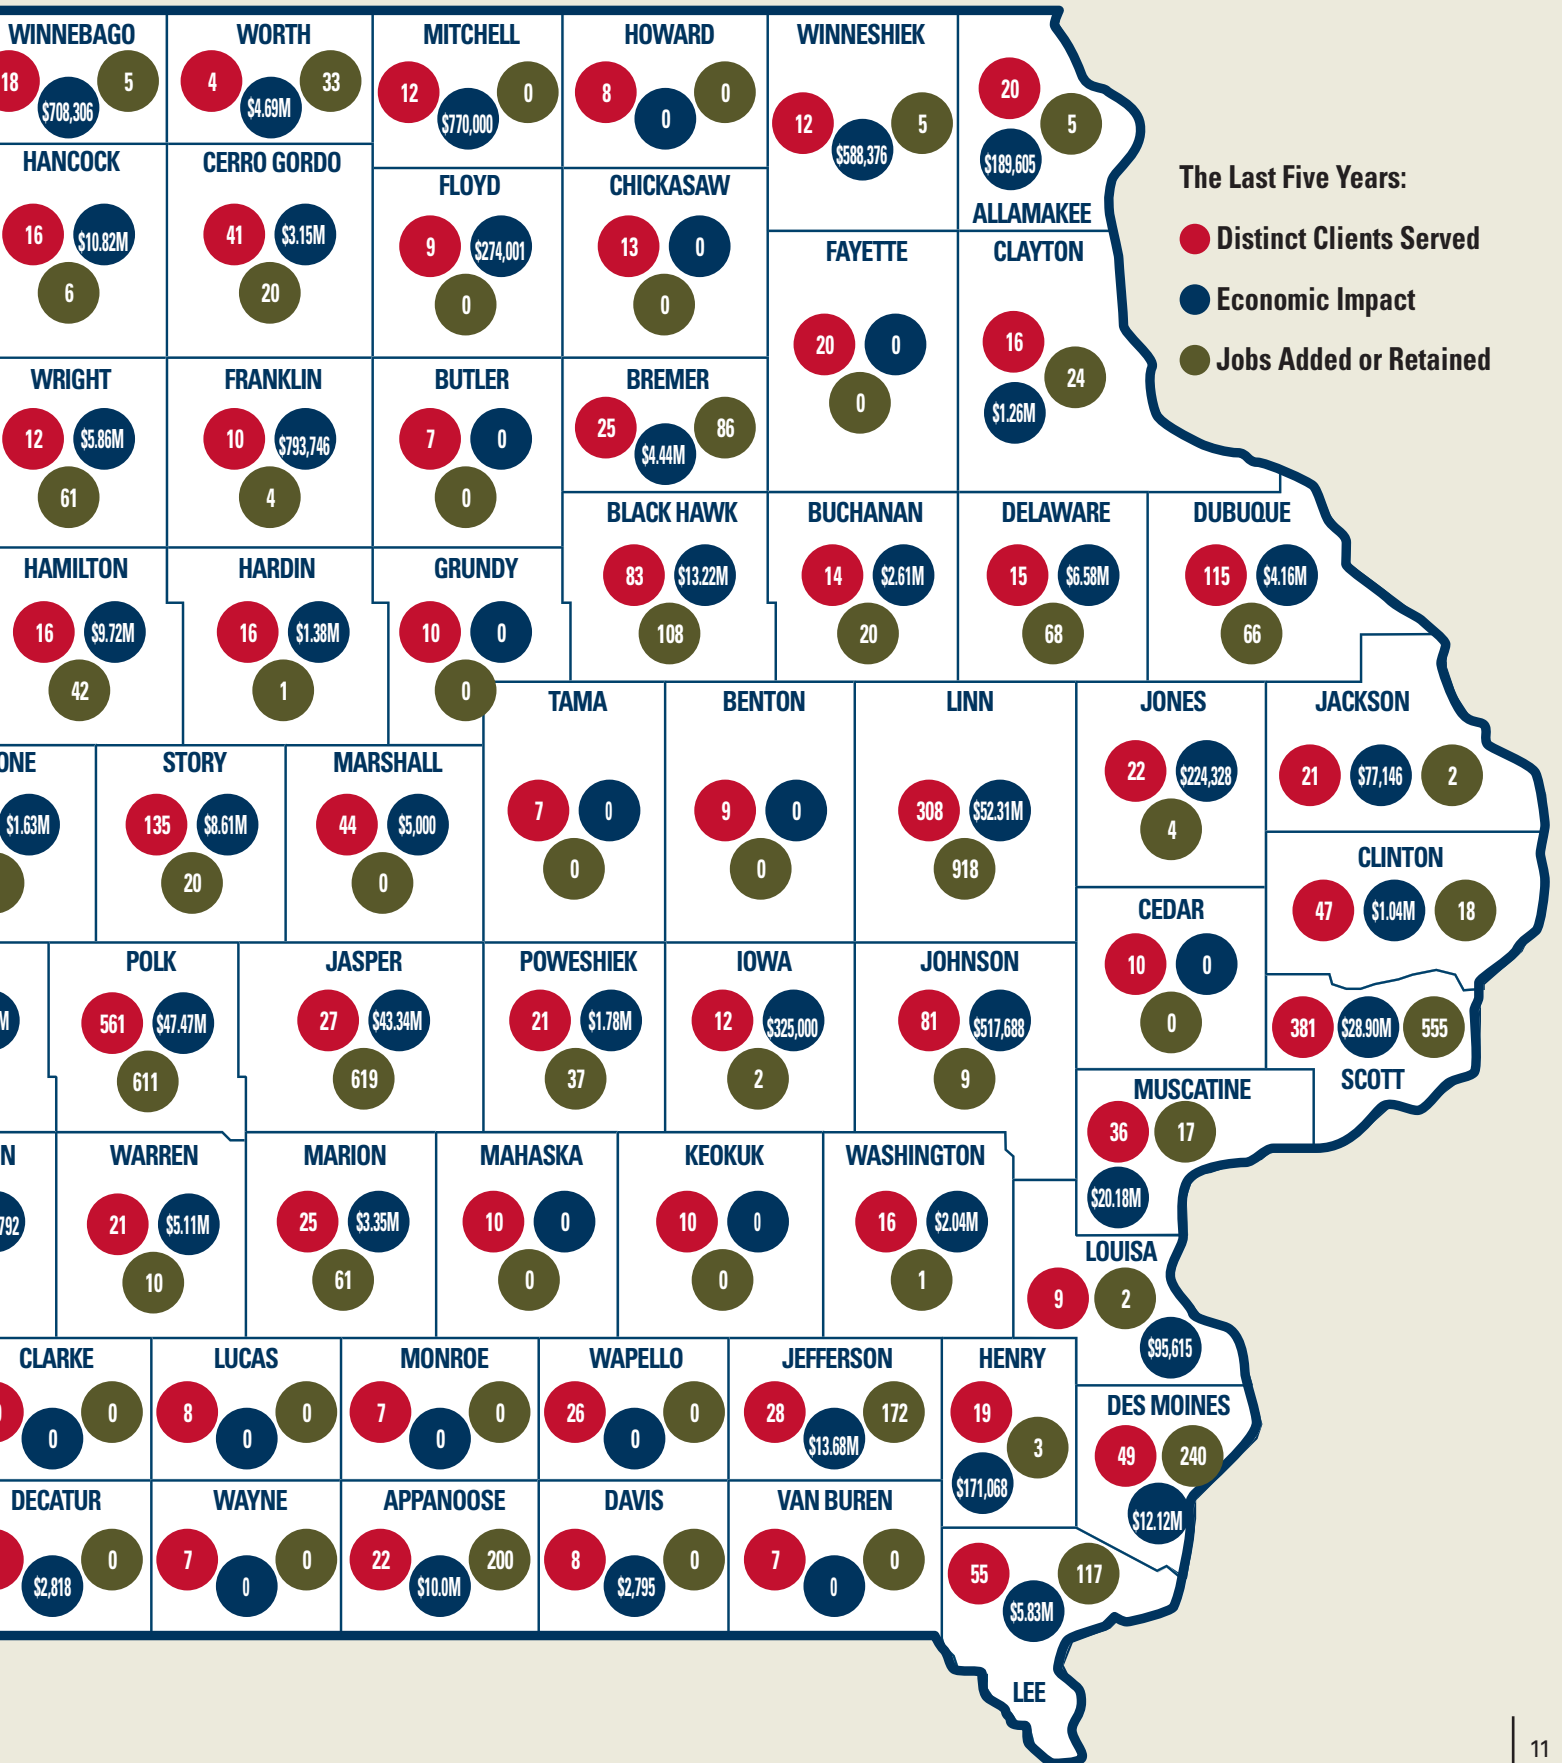 WINNEBAGO
18
$708,306
5
WORTH
4
$4.69M
33
MITCHELL
12
$770,000
0
HOWARD
8
0
0
WINNESHIEK
12
$588,376
5
20
5
$189,605
ALLAMAKEE
The Last Five Years:
Distinct Clients Served
Economic Impact
Jobs Added or Retained
HANCOCK
16
$10.82M
6
CERRO GORDO
41
$3.15M
20
FLOYD
9
$274,001
0
CHICKASAW
13
0
0
FAYETTE
20
0
0
CLAYTON
16
24
$1.26M
WRIGHT
12
$5.86M
61
FRANKLIN
10
$793,746
4
BUTLER
7
0
0
BREMER
25
$4.44M
86
BLACK HAWK
83
$13.22M
108
BUCHANAN
14
$2.61M
20
DELAWARE
15
$6.58M
68
DUBUQUE
115
$4.16M
66
HAMILTON
16
$9.72M
42
HARDIN
16
$1.38M
1
GRUNDY
10
0
0
TAMA
7
0
0
BENTON
9
0
0
LINN
308
$52.31M
918
JONES
22
$224,328
4
JACKSON
21
$77,146
2
ONE
$1.63M
STORY
135
$8.61M
20
MARSHALL
44
$5,000
0
CLINTON
47
$1.04M
18
CEDAR
10
0
0
M
POLK
561
$47.47M
611
JASPER
27
$43.34M
619
POWESHIEK
21
$1.78M
37
IOWA
12
$325,000
2
JOHNSON
81
$517,688
9
381
$28.90M
555
SCOTT
MUSCATINE
36
17
$20.18M
N
792
WARREN
21
$5.11M
10
MARION
25
$3.35M
61
MAHASKA
10
0
0
KEOKUK
10
0
0
WASHINGTON
16
$2.04M
1
LOUISA
9
2
$95,615
CLARKE
0
0
LUCAS
8
0
0
MONROE
7
0
0
WAPELLO
26
0
0
JEFFERSON
28
$13.68M
172
HENRY
19
3
$171,068
DES MOINES
49
240
$12.12M
DECATUR
$2,818
0
WAYNE
7
0
0
APPANOOSE
22
$10.0M
200
DAVIS
8
$2,795
0
VAN BUREN
7
0
0
55
$5.83M
117
LEE
11